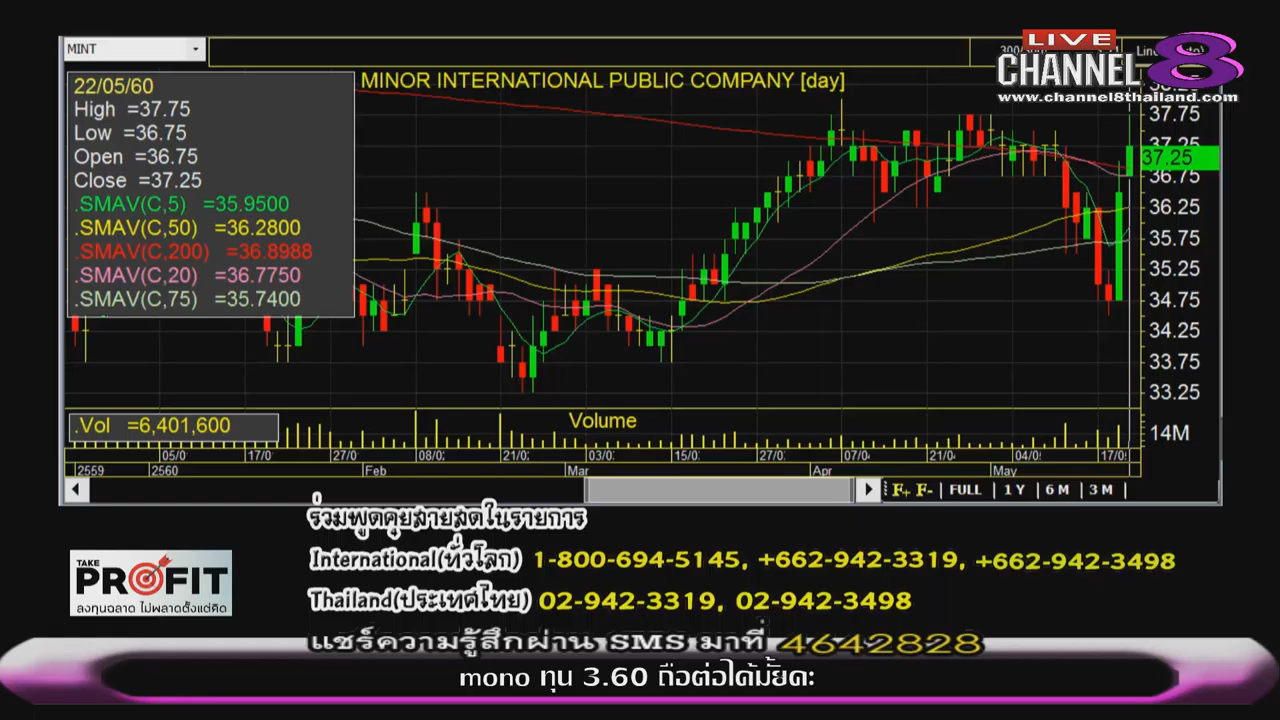 MINT
300/300
LIVE
CHANNEL 8
www.channel8thailand.com
MINOR INTERNATIONAL PUBLIC COMPANY [day]
22/05/60
High =37.75
Low =36.75
Open =36.75
Close =37.25
.SMAV(C,5) =35.9500
.SMAV(C,50) =36.2800
.SMAV(C,200) =36.8988
.SMAV(C,20) =36.7750
.SMAV(C,75) =35.7400
37.75
37.25
37.25
36.75
36.25
35.75
35.25
34.75
34.25
33.75
33.25
.Vol =6,401,600
Volume
14M
05/0 17/0 27/0 08/0 21/0 03/0 15/0 27/0 07/0 21/0 04/0 17/0
2559 2560 Feb Mar Apr May
F+ F- FULL 1 Y 6 M 3 M
ร่วมพูดคุยสายสดในรายการ
International(ทั่วโลก) 1-800-694-5145, +662-942-3319, +662-942-3498
TAKE PROFIT
ลงทุนฉลาด ไม่พลาดตั้งแต่คิด
Thailand(ประเทศไทย) 02-942-3319, 02-942-3498
แชร์ความรู้สึกผ่าน SMS มาที่ 4642828
mono ทุน 3.60 ถือต่อได้มั้ยคะ